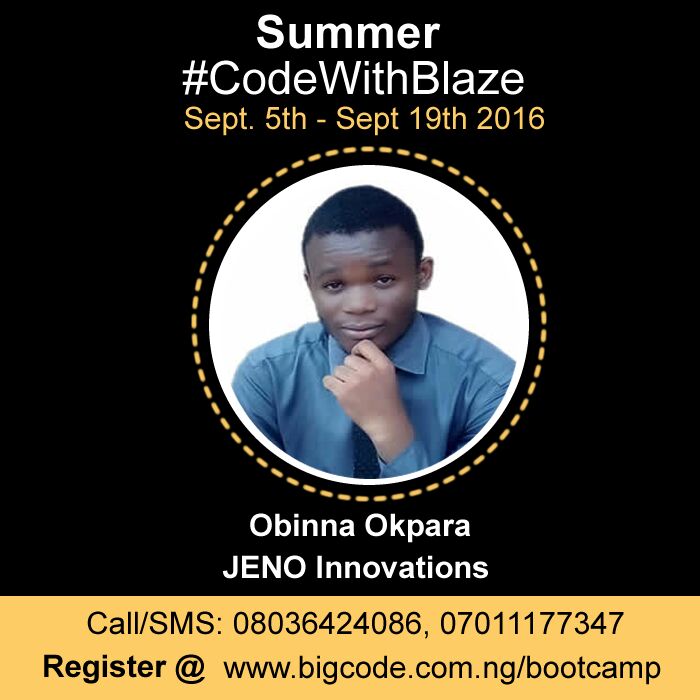 Summer
#CodeWithBlaze
Sept. 5th - Sept 19th 2016
Obinna Okpara
JENO Innovations
Call/SMS: 08036424086, 07011177347
Register @ www.bigcode.com.ng/bootcamp